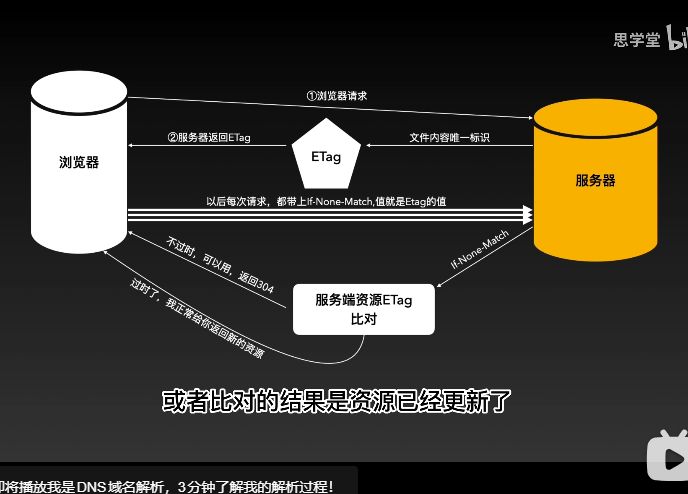 思学堂 bil
①浏览器请求
②服务器返回ETag
ETag
文件内容唯一标识
浏览器
服务器
以后每次请求，都带上If-None-Match,值就是Etag的值
If-None-Match
不过时，可以用，返回304
过时了，我正常给你返回新的资源
服务端资源ETag
比对
或者比对的结果是资源已经更新了
即将播放我是DNS域名解析，3分钟了解我的解析过程！